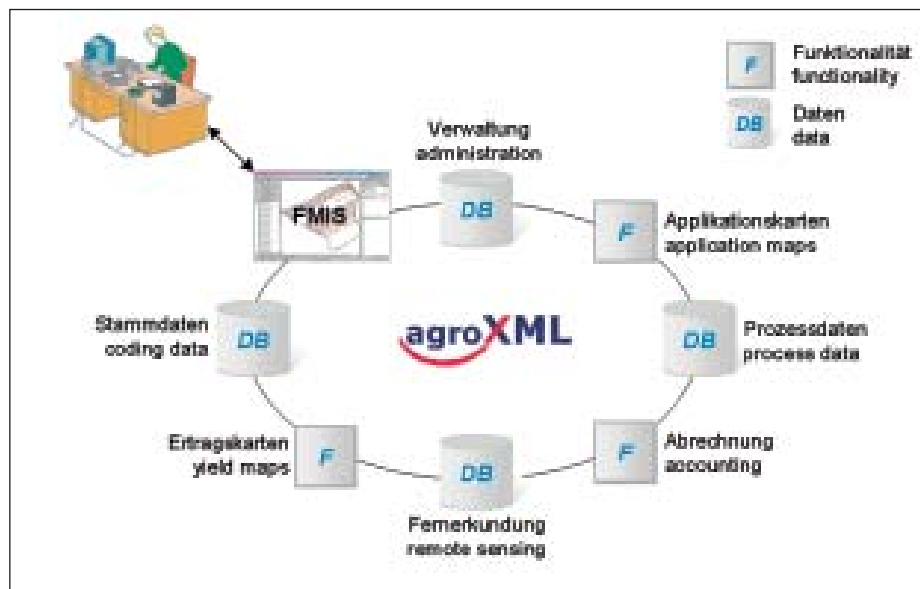 Funktionalität
functionality
F
Daten
data
DB
Verwaltung
administration
DB
FMIS
F
Applikationskarten
application maps
Stammdaten
coding data
DB
agroXML
DB
Prozessdaten
process data
Ertragskarten
yield maps
F
DB
F
Abrechnung
accounting
Fernerkundung
remote sensing